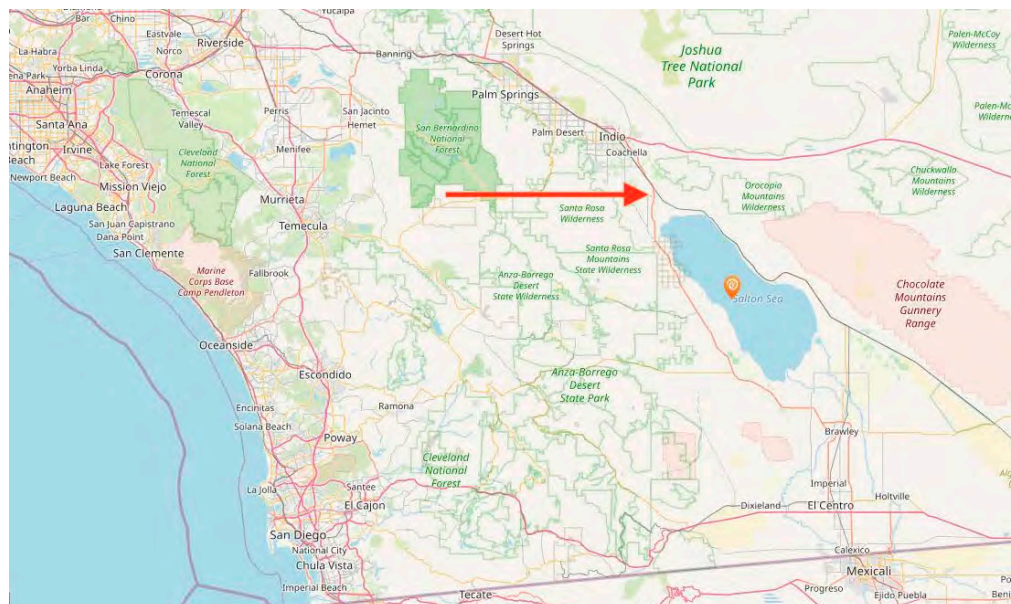 Bar
Chino
Yucaipa
Eastvale
Norco
Riverside
La Habra
Yorba Linda
Corona
Anaheim
Banning
Desert Hot
Springs
Joshua
Tree National
Park
Palen-McCoy
Wilderness
Santa Ana
Irvine
Beach
Temescal
Valley
Perris
San Jacinto
Hemet
San Bernardino
National
Forest
Palm Springs
Palm Desert
Indio
Coachella
Lake Forest
Cleveland
National
Forest
Menifee
Newport Beach
Mission Viejo
Laguna Beach
San Juan Capistrano
Dana Point
San Clemente
Murrieta
Temecula
Santa Rosa
Wilderness
Orocopia
Mountains
Wilderness
Chuckwalla
Mountains
Wilderness
Marine
Corps Base
Camp Pendleton
Fallbrook
Anza-Borrego
Desert
State Wilderness
Santa Rosa
Mountains
State Wilderness
Salton Sea
Chocolate
Mountains
Gunnery
Range
Oceanside
Escondido
Encinitas
Solana Beach
Ramona
Poway
Anza-Borrego
Desert
State Park
Cleveland
National
Forest
Brawley
La Jolla
Santee
El Cajon
Imperial
Holtville
Dixieland
El Centro
San Diego
National City
Chula Vista
Imperial Beach
Tecate
Calexico
Mexicali
Progreso
Ejido Puebla